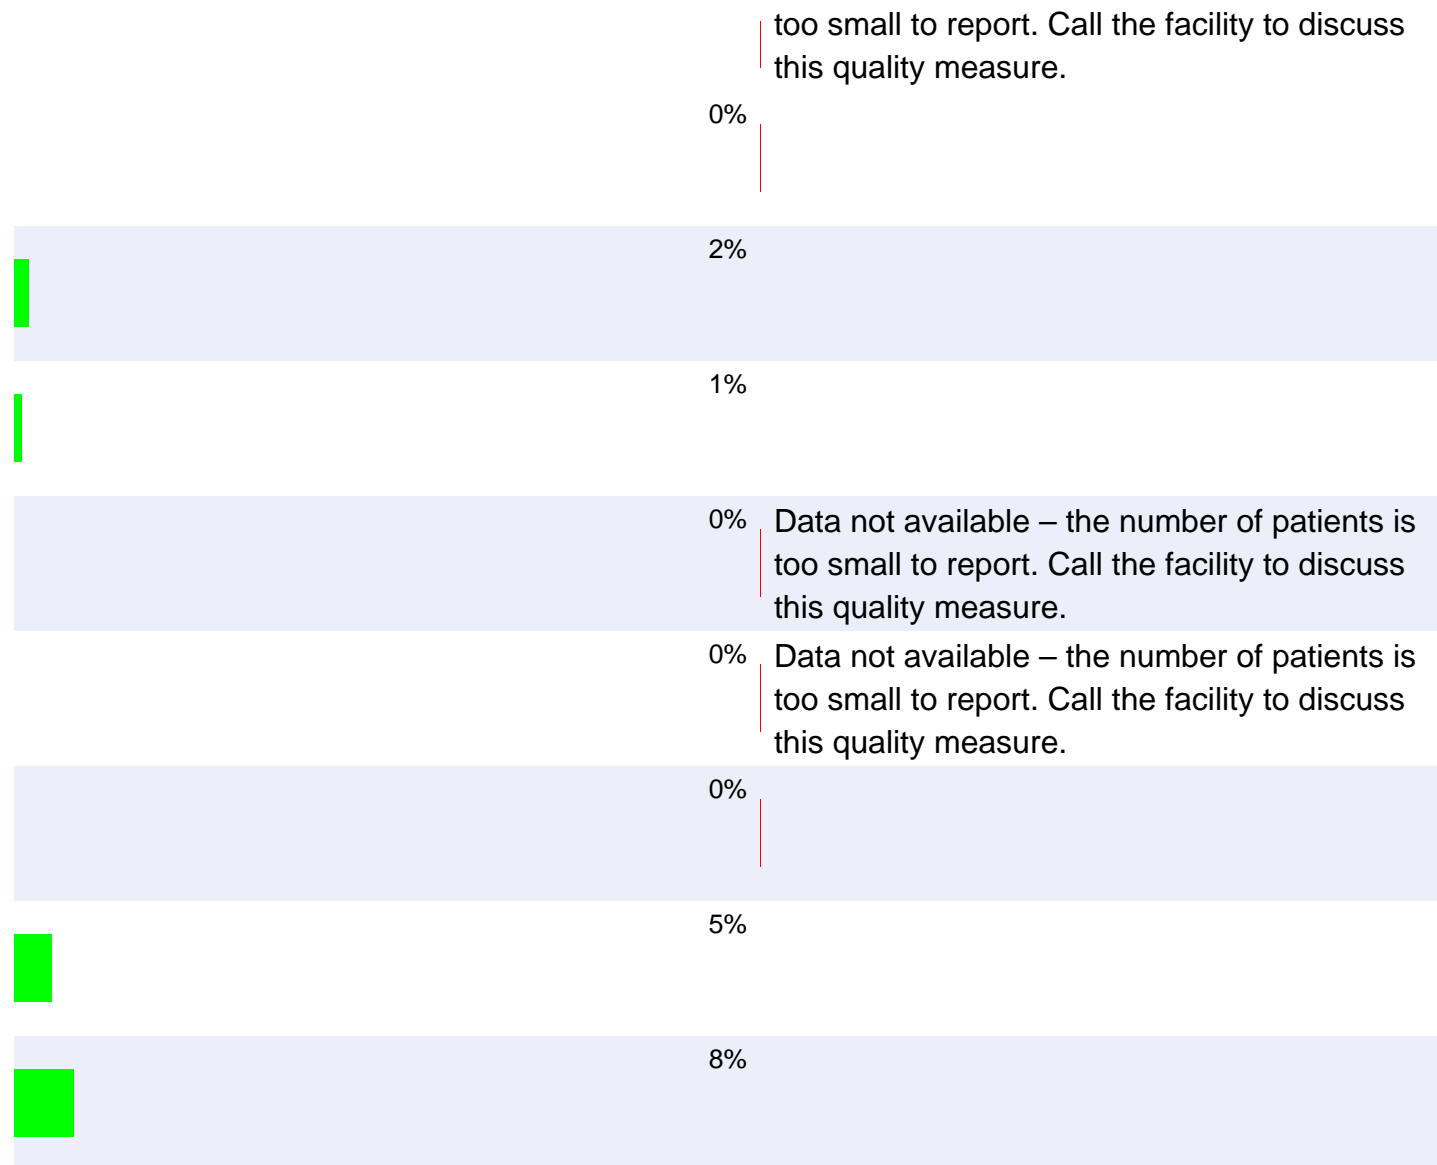 too small to report. Call the facility to discuss
this quality measure.
0%
2%
1%
0% Data not available – the number of patients is
too small to report. Call the facility to discuss
this quality measure.
0% Data not available – the number of patients is
too small to report. Call the facility to discuss
this quality measure.
0%
5%
8%